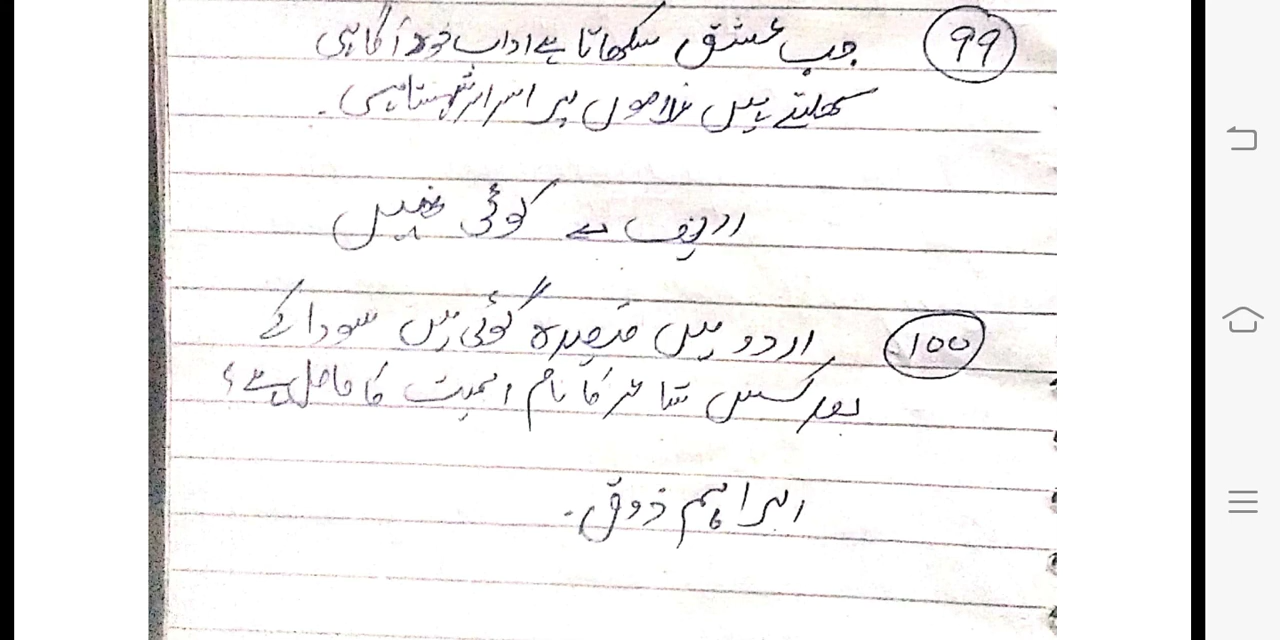 99
جب عشق سکھاتا ہے اداب خود آگاہی
کھلتے ہیں غلاموں پر اسرار شہنشاہی۔
ردیف ہے کوئی نہیں
100
اردو میں قصیدہ گوئی میں سودا کے
بعد کس شاعر کا نام اہمیت کا حامل ہے؟
ابراہیم ذوق۔